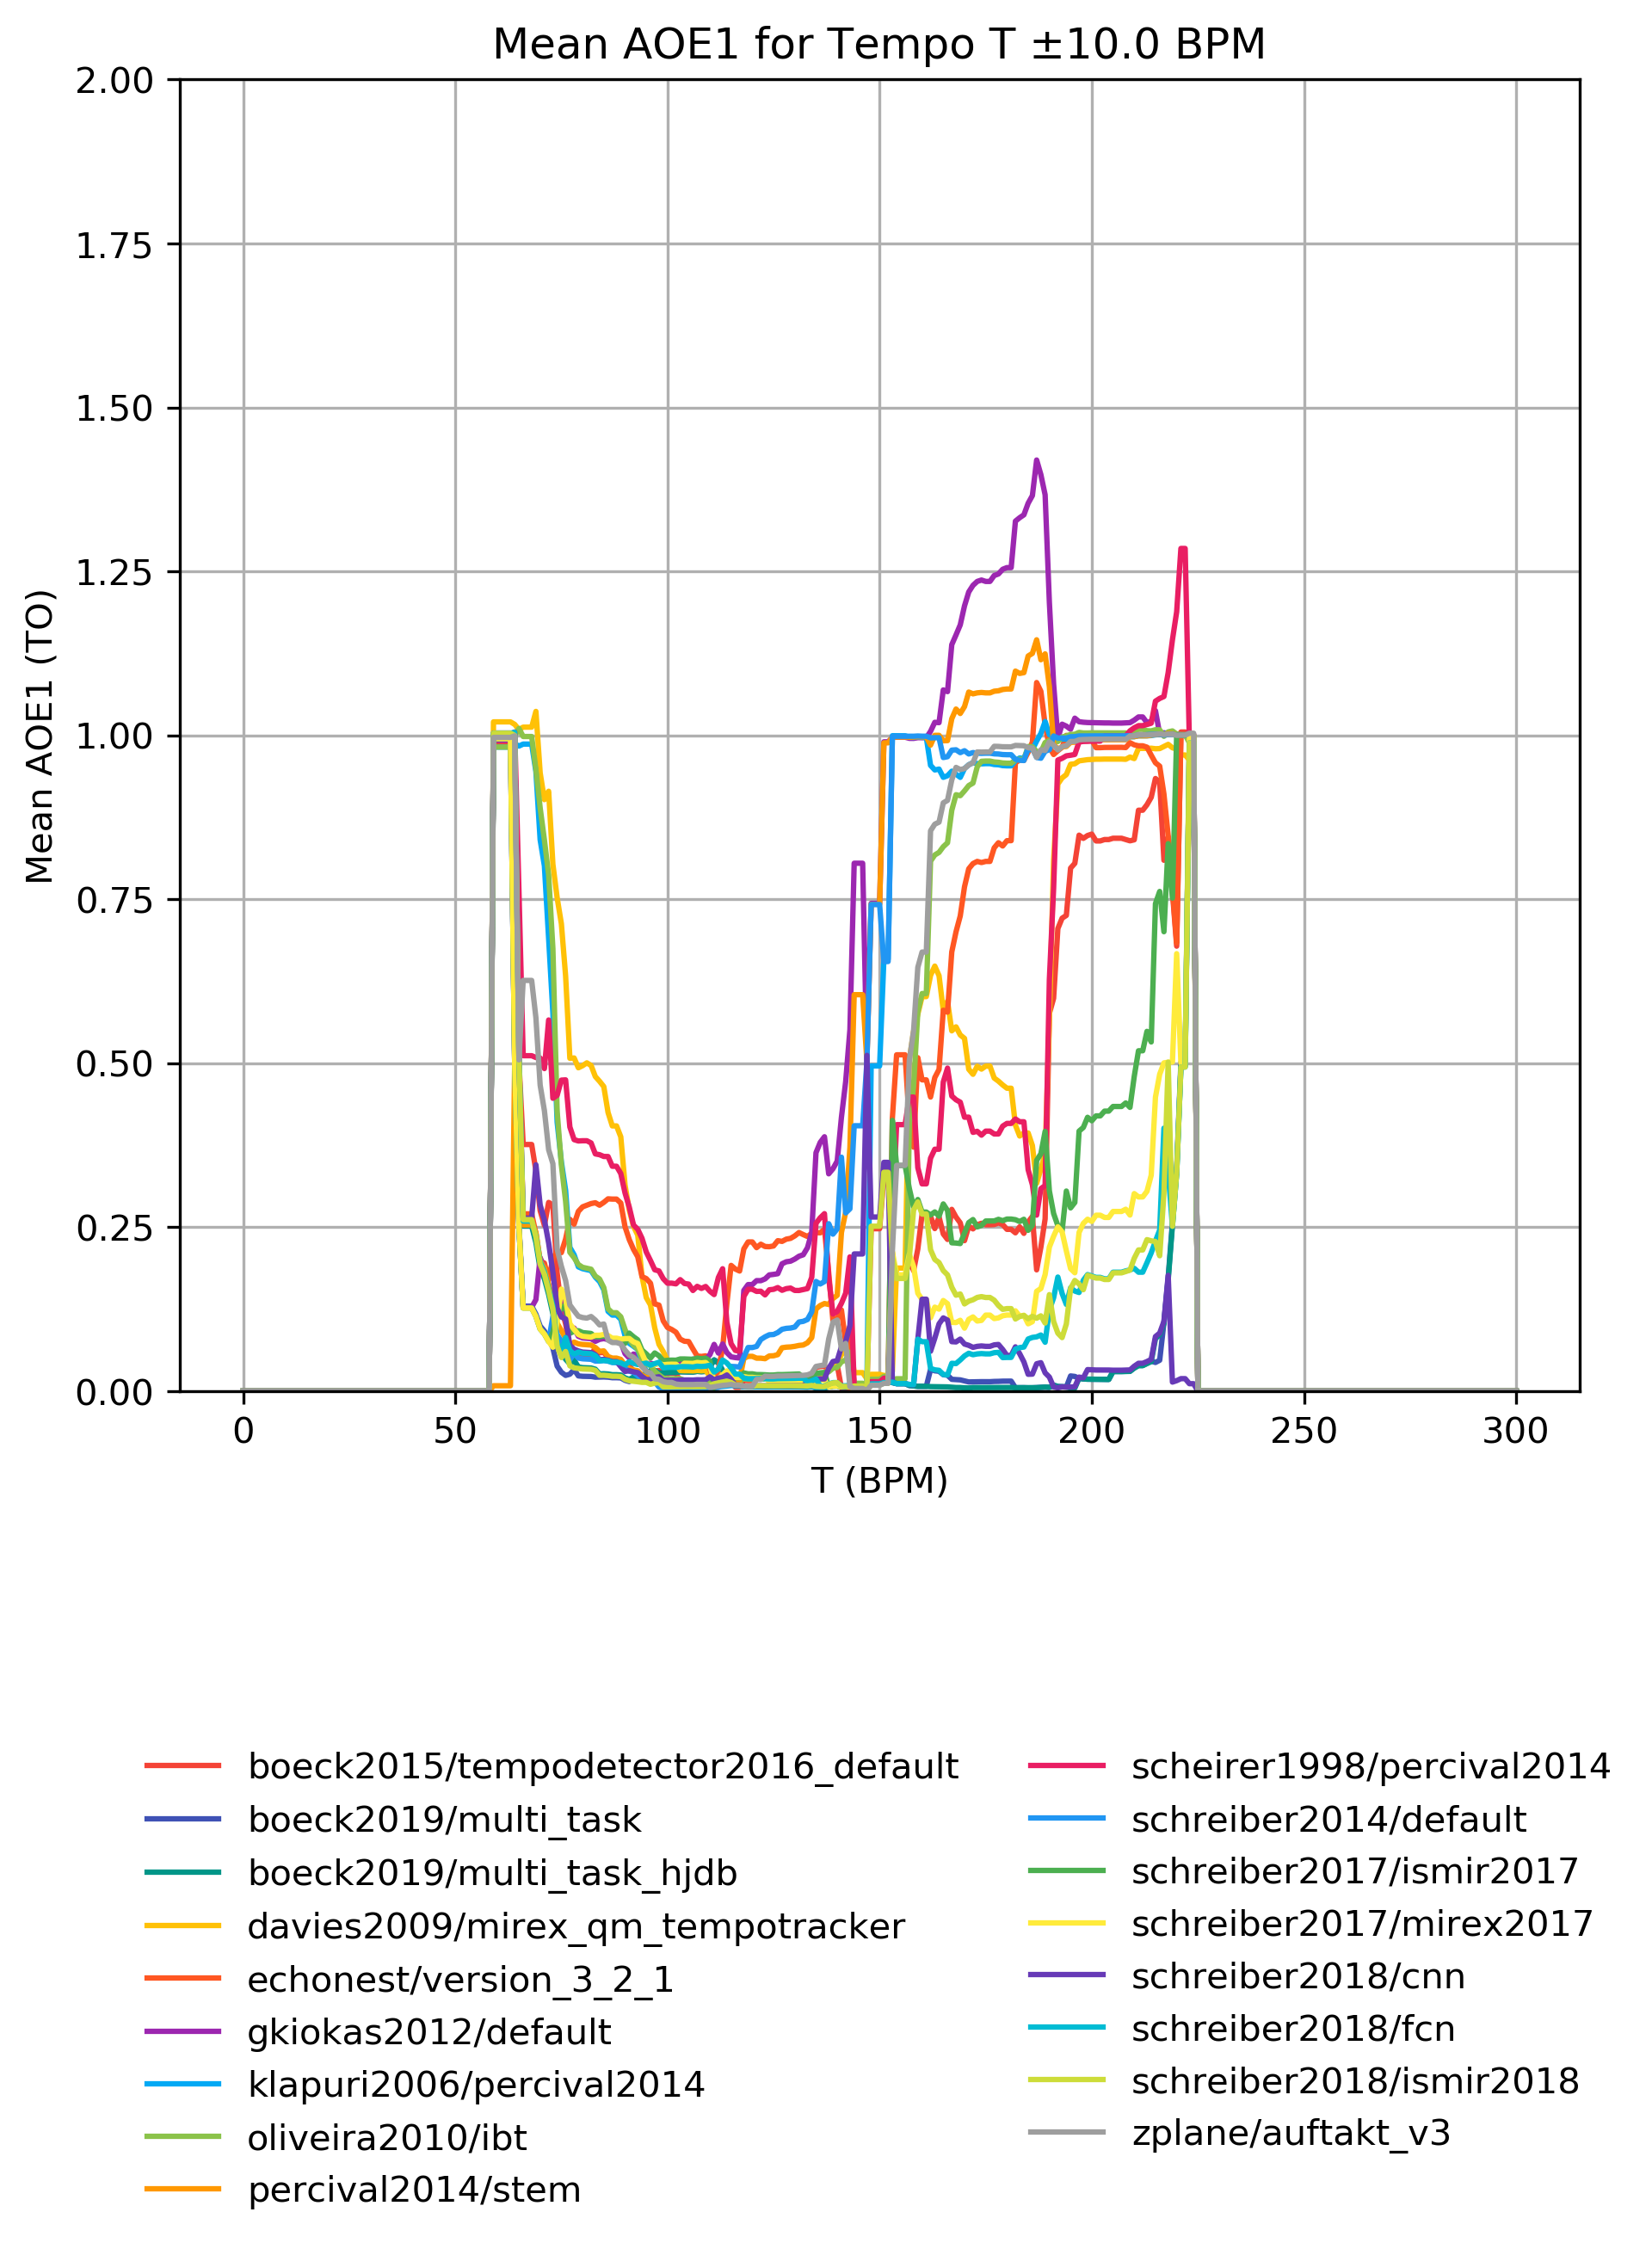 Mean AOE1 for Tempo T ±10.0 BPM
2.00
1.75
1.50
1.25
1.00
0.75
0.50
0.25
0.00
Mean AOE1 (TO)
0 50 100 150 200 250 300
T (BPM)
boeck2015/tempodetector2016_default
boeck2019/multi_task
boeck2019/multi_task_hjdb
davies2009/mirex_qm_tempotracker
echonest/version_3_2_1
gkiokas2012/default
klapuri2006/percival2014
oliveira2010/ibt
percival2014/stem
scheirer1998/percival2014
schreiber2014/default
schreiber2017/ismir2017
schreiber2017/mirex2017
schreiber2018/cnn
schreiber2018/fcn
schreiber2018/ismir2018
zplane/auftakt_v3